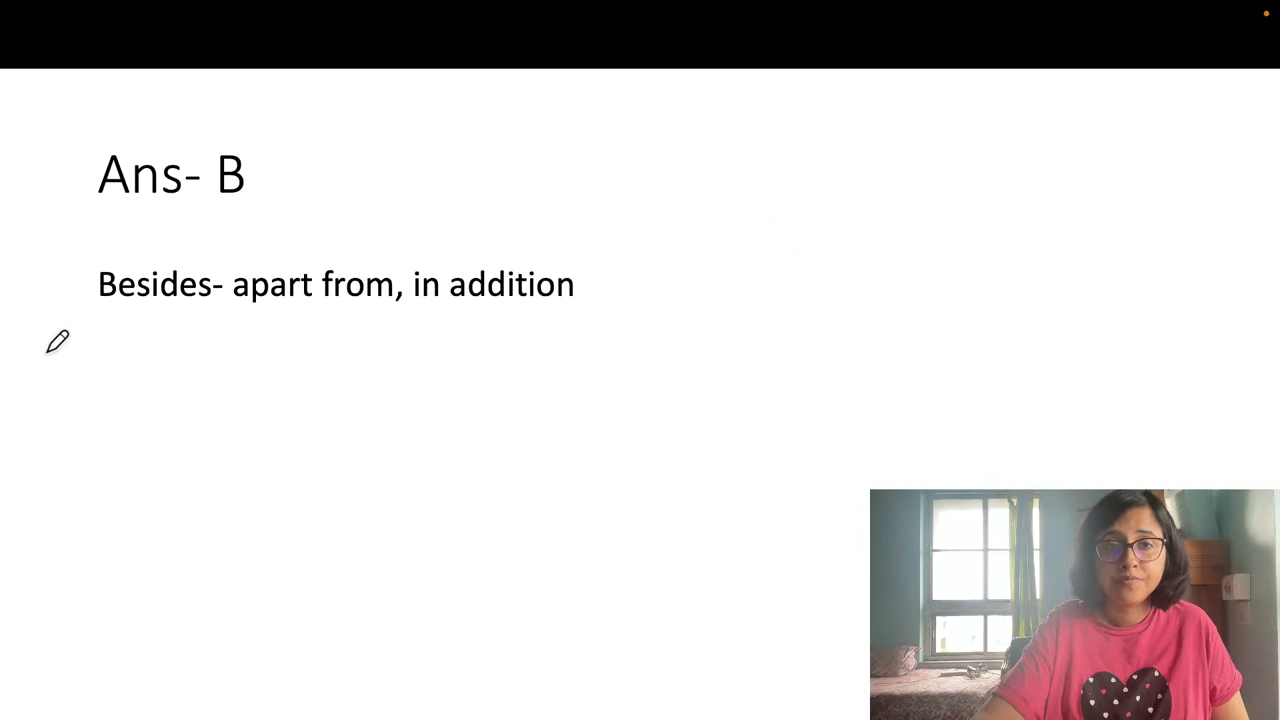 Ans- B
Besides- apart from, in addition